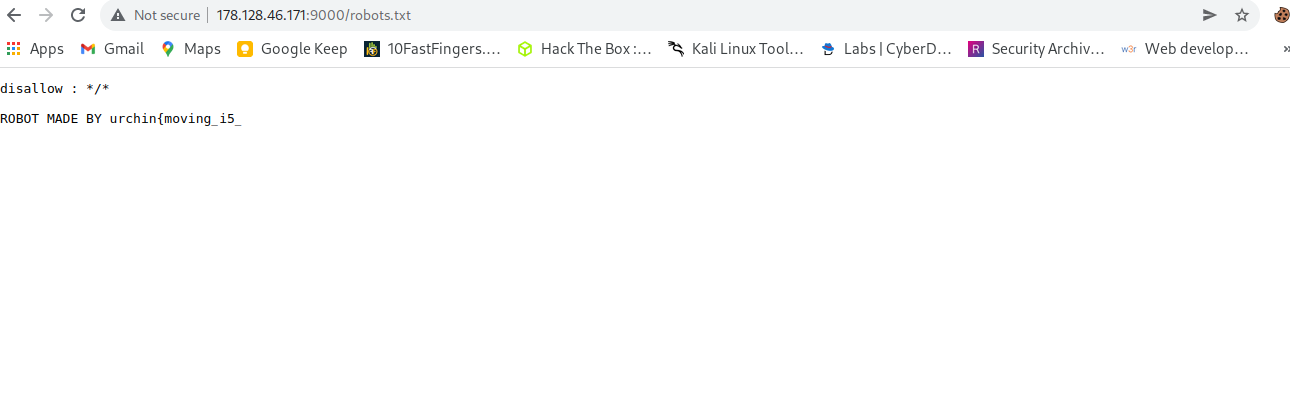 Not secure 178.128.46.171:9000/robots.txt
Apps Gmail Maps Google Keep 10FastFingers.... Hack The Box :... Kali Linux Tool... Labs | CyberD... R Security Archiv... w3r Web develop... »
disallow : */*
ROBOT MADE BY urchin{moving_i5_